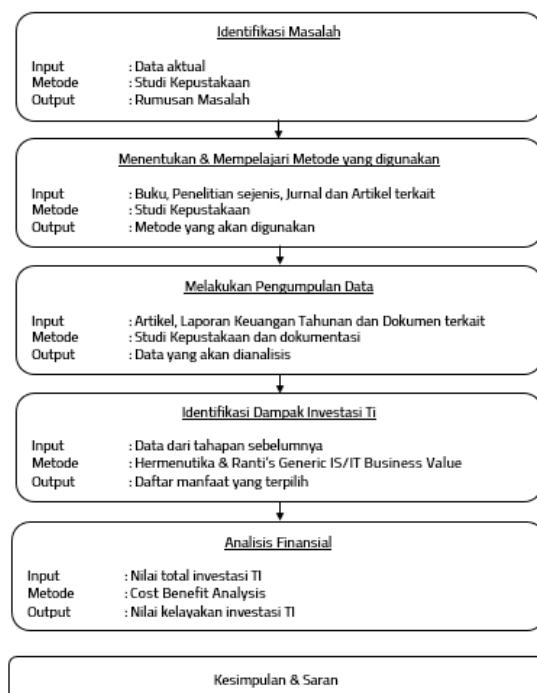 Identifikasi Masalah
Input : Data aktual
Metode : Studi Kepustakaan
Output : Rumusan Masalah
Menentukan & Mempelajari Metode yang digunakan
Input : Buku, Penelitian sejenis, Jurnal dan Artikel terkait
Metode : Studi Kepustakaan
Output : Metode yang akan digunakan
Melakukan Pengumpulan Data
Input : Artikel, Laporan Keuangan Tahunan dan Dokumen terkait
Metode : Studi Kepustakaan dan dokumentasi
Output : Data yang akan dianalisis
Identifikasi Dampak Investasi Ti
Input : Data dari tahapan sebelumnya
Metode : Hermenutika & Ranti's Generic IS/IT Business Value
Output : Daftar manfaat yang terpilih
Analisis Finansial
Input : Nilai total investasi TI
Metode : Cost Benefit Analysis
Output : Nilai kelayakan investasi TI
Kesimpulan & Saran